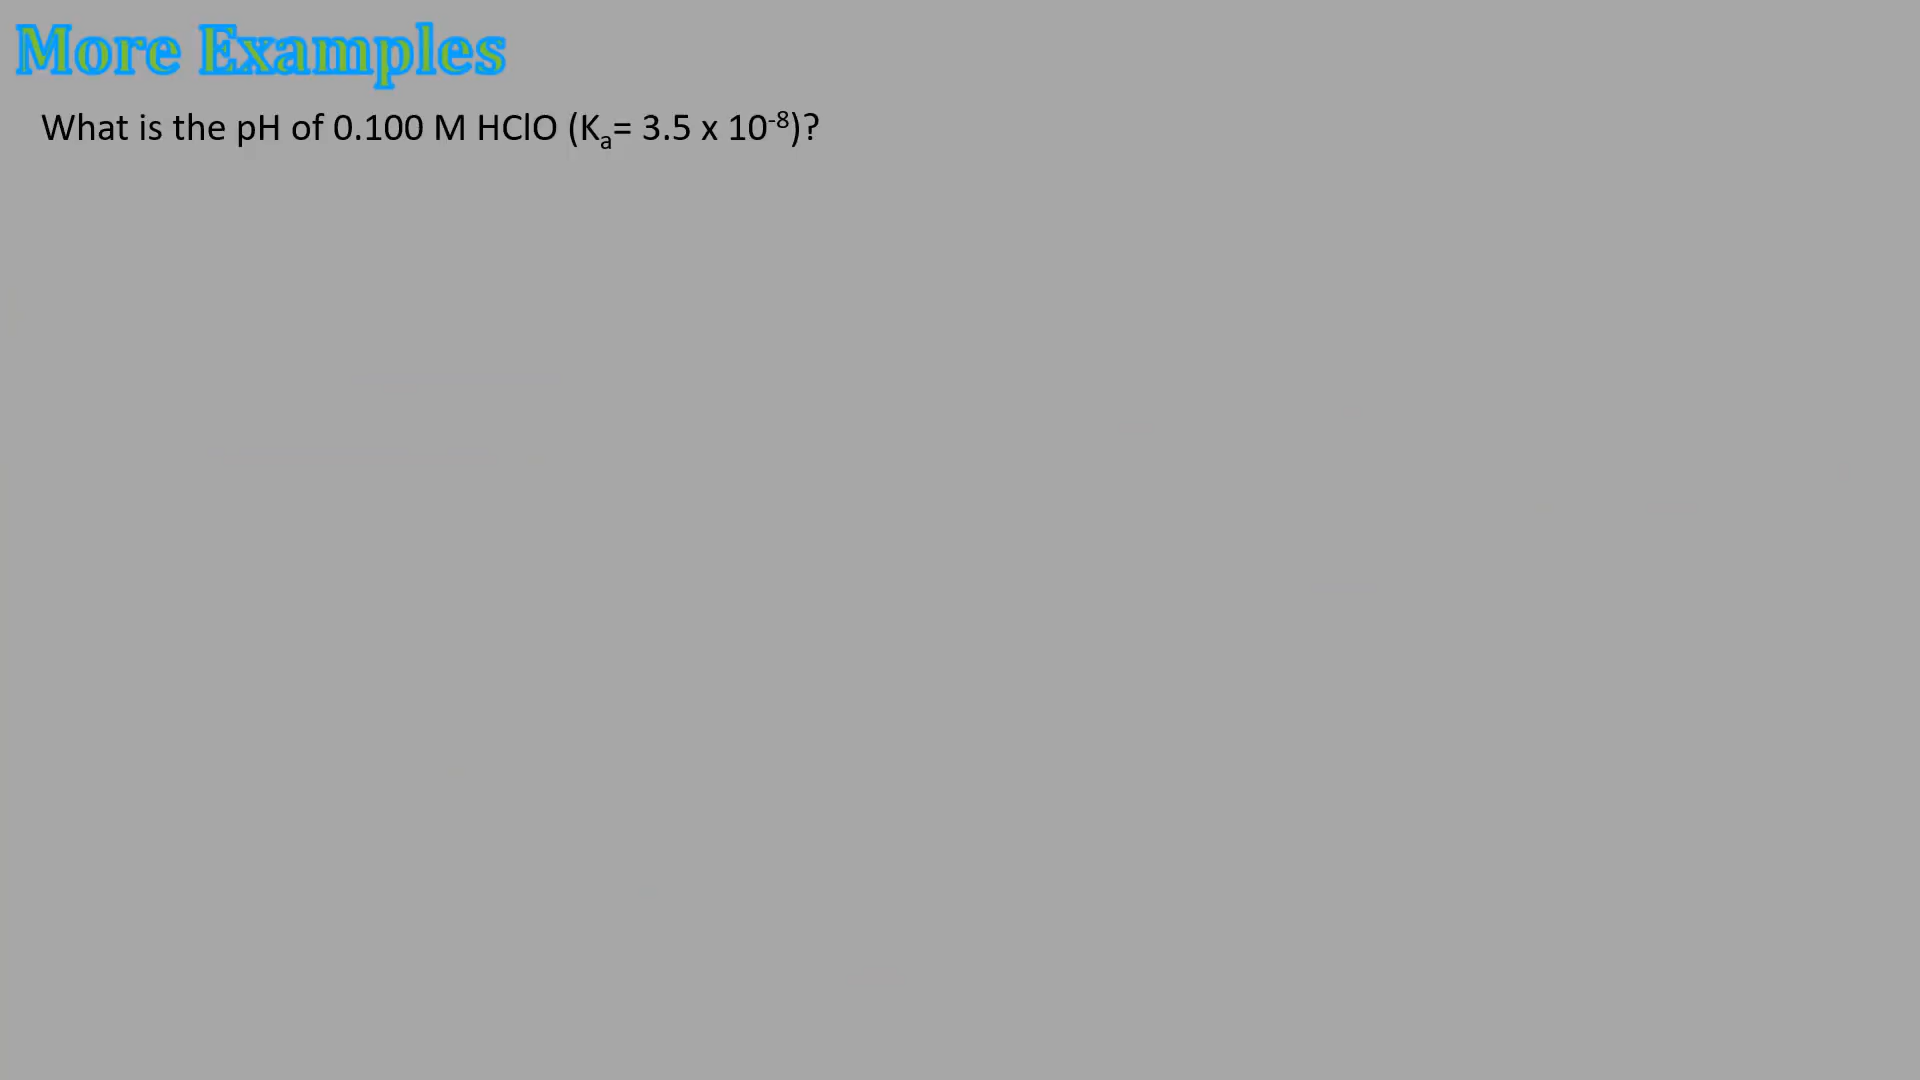 More Examples
What is the pH of 0.100 M HClO (Kₐ= 3.5 x 10⁻⁸)?